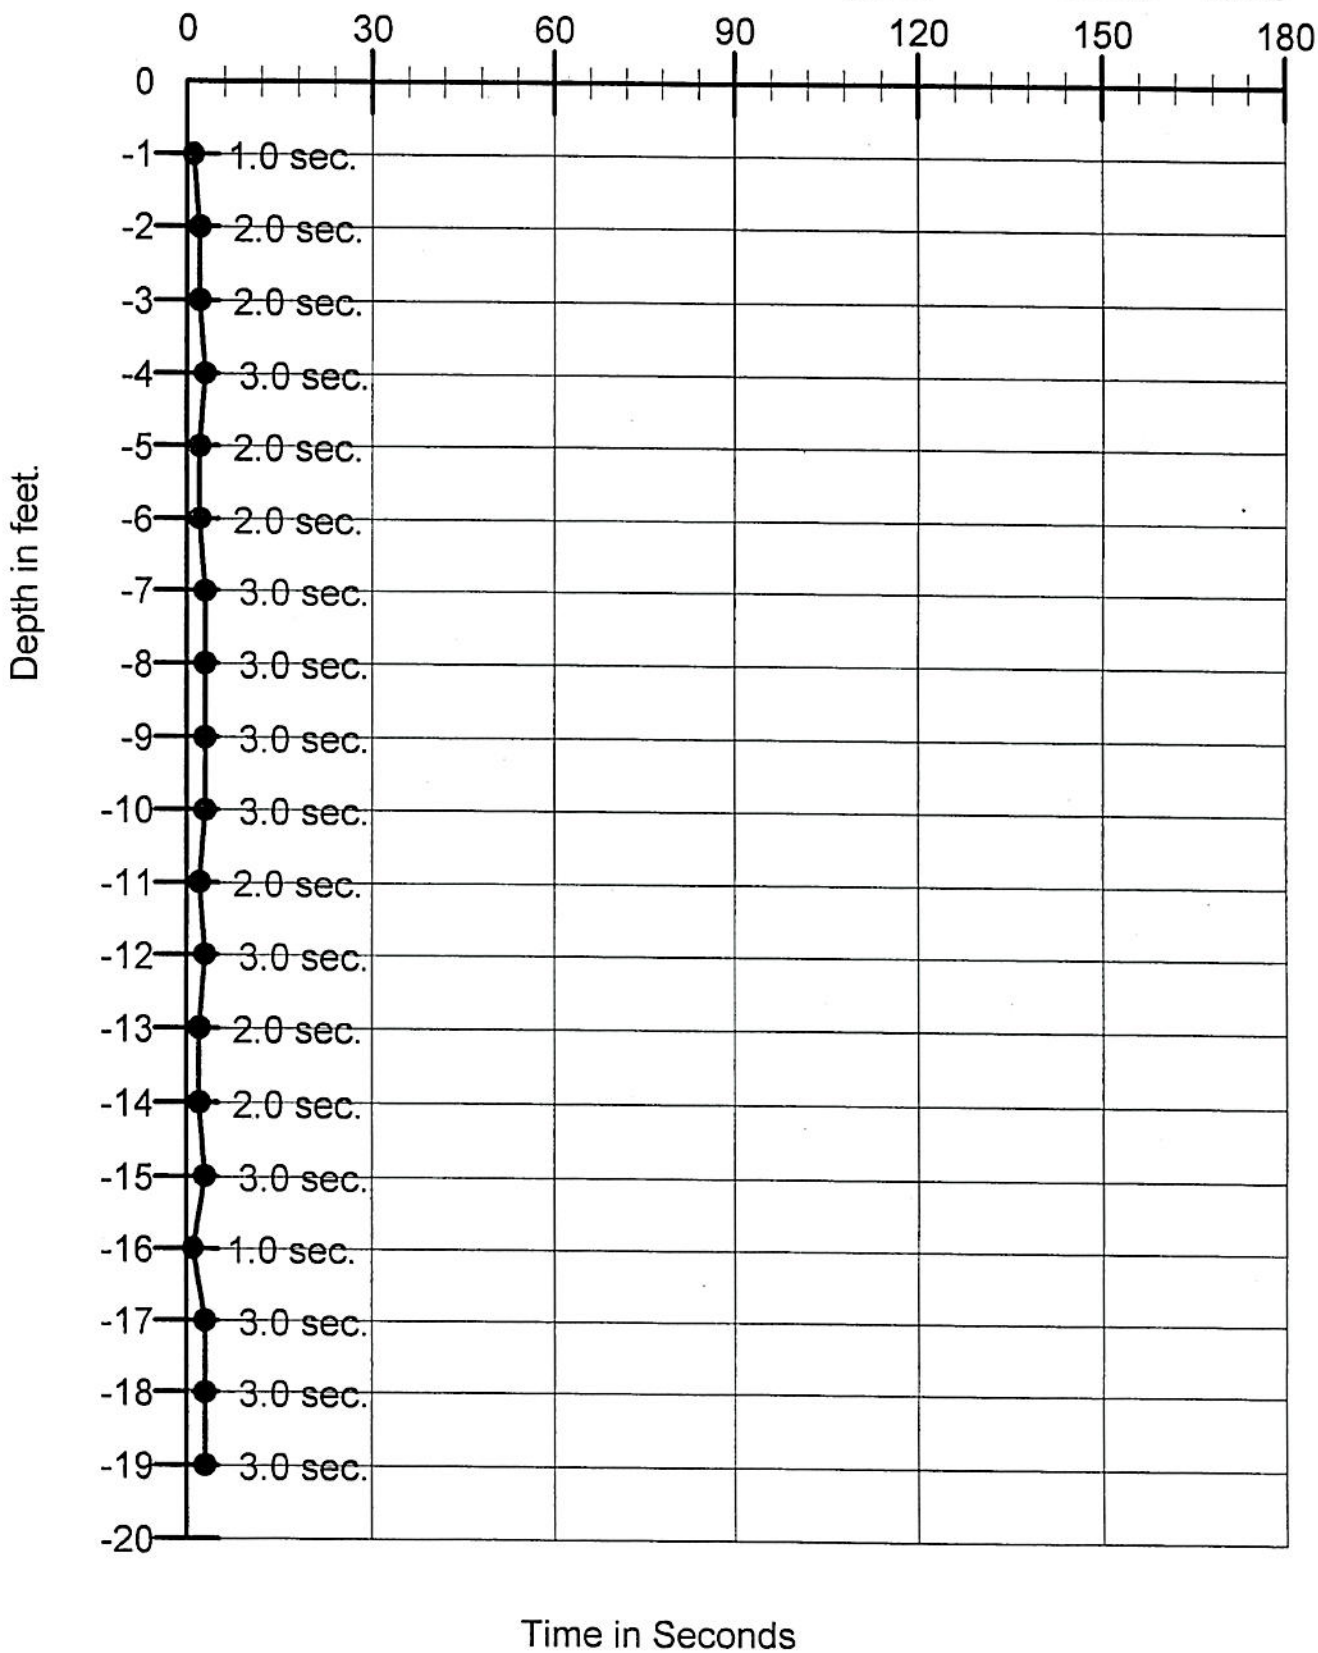 0 30 60 90 120 150 180
0
-1 1.0 sec.
-2 2.0 sec.
-3 2.0 sec.
-4 3.0 sec.
-5 2.0 sec.
-6 2.0 sec.
-7 3.0 sec.
-8 3.0 sec.
-9 3.0 sec.
-10 3.0 sec.
-11 2.0 sec.
-12 3.0 sec.
-13 2.0 sec.
-14 2.0 sec.
-15 3.0 sec.
-16 1.0 sec.
-17 3.0 sec.
-18 3.0 sec.
-19 3.0 sec.
-20
Depth in feet.
Time in Seconds